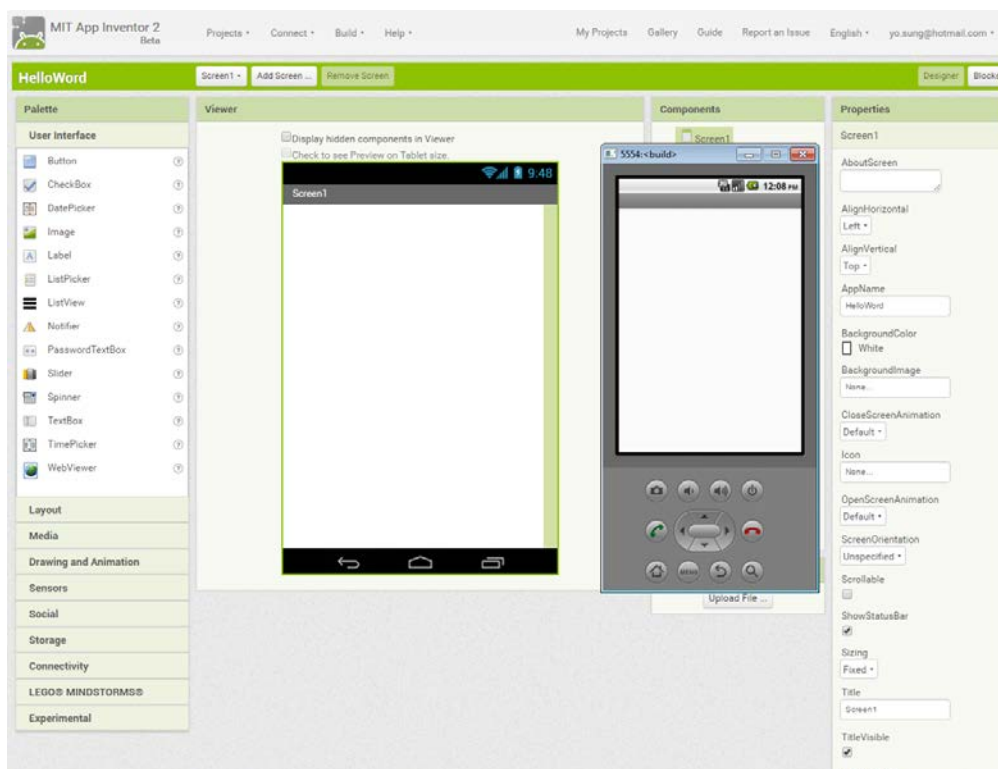 MIT App Inventor 2
Beta
Projects
Connect
Build
Help
My Projects
Gallery
Guide
Report an Issue
English
yo.sung@hotmail.com
HelloWord
Screen1
Add Screen ...
Remove Screen
Designer
Blocks
Palette
User Interface
Button
CheckBox
DatePicker
Image
Label
ListPicker
ListView
Notifier
PasswordTextBox
Slider
Spinner
TextBox
TimePicker
WebViewer
Layout
Media
Drawing and Animation
Sensors
Social
Storage
Connectivity
LEGO® MINDSTORMS®
Experimental
Viewer
Display hidden components in Viewer
Check to see Preview on Tablet size.
9:48
Screen1
Components
Screen1
5554:<build>
12:08 PM
MENU
Upload File ...
Properties
Screen1
AboutScreen
AlignHorizontal
Left
AlignVertical
Top
AppName
HelloWord
BackgroundColor
White
BackgroundImage
None...
CloseScreenAnimation
Default
Icon
None...
OpenScreenAnimation
Default
ScreenOrientation
Unspecified
Scrollable
ShowStatusBar
Sizing
Fixed
Title
Screen1
TitleVisible